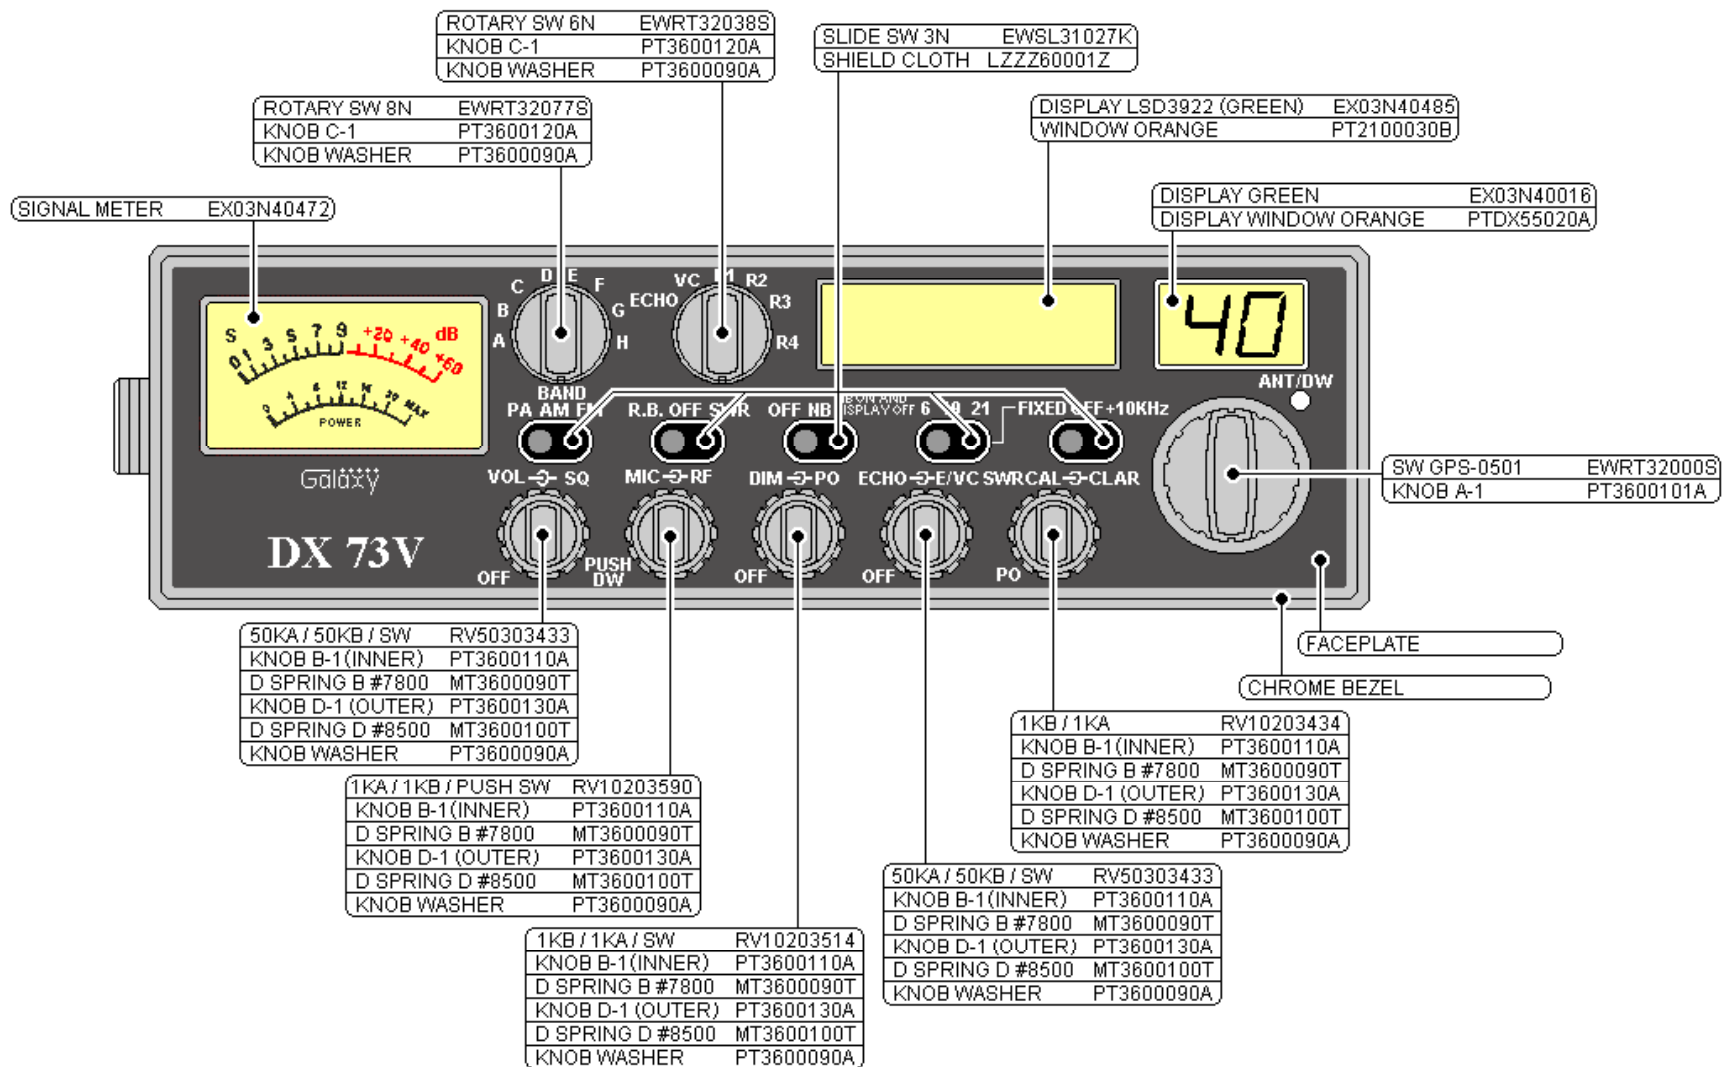 ROTARY SW 6N EWRT32038S
KNOB C-1 PT3600120A
KNOB WASHER PT3600090A
SLIDE SW 3N EWSL31027K
SHIELD CLOTH LZZZ60001Z
ROTARY SW 8N EWRT32077S
KNOB C-1 PT3600120A
KNOB WASHER PT3600090A
DISPLAY LSD3922 (GREEN) EX03N40485
WINDOW ORANGE PT2100030B
SIGNAL METER EX03N40472
DISPLAY GREEN EX03N40016
DISPLAY WINDOW ORANGE PTDX55020A
A B C D E F G H
BAND
ECHO VC R2 R3 R4
40
S 0 1 3 5 7 9 +20 +40 +60 dB
0 4 8 12 16 20 MAX
POWER
ANT/DW
PA AM FM
R.B. OFF SWR
OFF NB
ON AND
DISPLAY OFF 6 21
FIXED OFF +10KHz
Galaxy
DX 73V
VOL SQ
MIC RF
DIM PO
ECHO E/VC
SWRCAL CLAR
OFF
PUSH
DW
OFF
OFF
PO
SW GPS-0501 EWRT32000S
KNOB A-1 PT3600101A
FACEPLATE
CHROME BEZEL
50KA / 50KB / SW RV50303433
KNOB B-1(INNER) PT3600110A
D SPRING B #7800 MT3600090T
KNOB D-1 (OUTER) PT3600130A
D SPRING D #8500 MT3600100T
KNOB WASHER PT3600090A
1KA / 1KB / PUSH SW RV10203590
KNOB B-1(INNER) PT3600110A
D SPRING B #7800 MT3600090T
KNOB D-1 (OUTER) PT3600130A
D SPRING D #8500 MT3600100T
KNOB WASHER PT3600090A
1KB / 1KA / SW RV10203514
KNOB B-1(INNER) PT3600110A
D SPRING B #7800 MT3600090T
KNOB D-1 (OUTER) PT3600130A
D SPRING D #8500 MT3600100T
KNOB WASHER PT3600090A
50KA / 50KB / SW RV50303433
KNOB B-1(INNER) PT3600110A
D SPRING B #7800 MT3600090T
KNOB D-1 (OUTER) PT3600130A
D SPRING D #8500 MT3600100T
KNOB WASHER PT3600090A
1KB / 1KA RV10203434
KNOB B-1(INNER) PT3600110A
D SPRING B #7800 MT3600090T
KNOB D-1 (OUTER) PT3600130A
D SPRING D #8500 MT3600100T
KNOB WASHER PT3600090A